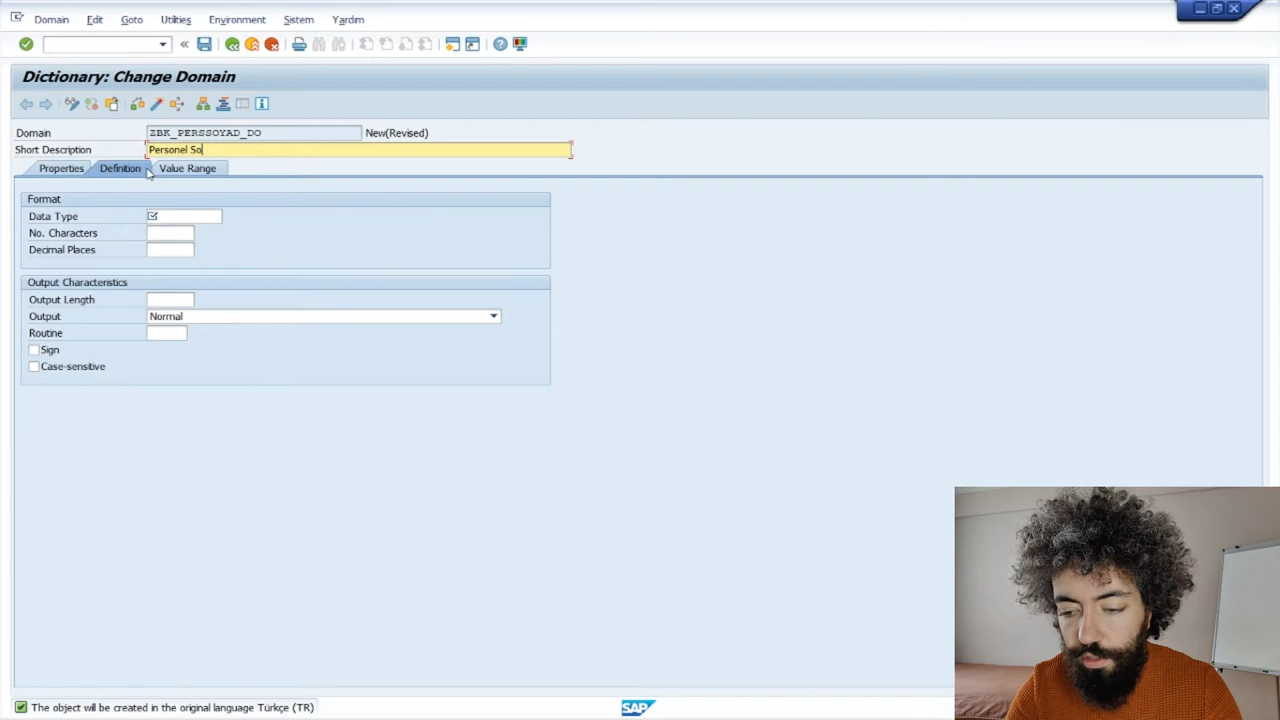 Domain Edit Goto Utilities Environment Sistem Yardım
Dictionary: Change Domain
Domain ZBK_PERSSOYAD_DO New(Revised)
Short Description Personel So
Properties Definition Value Range
Format
Data Type
No. Characters
Decimal Places
Output Characteristics
Output Length
Output Normal
Routine
Sign
Case-sensitive
The object will be created in the original language Türkçe (TR)
SAP